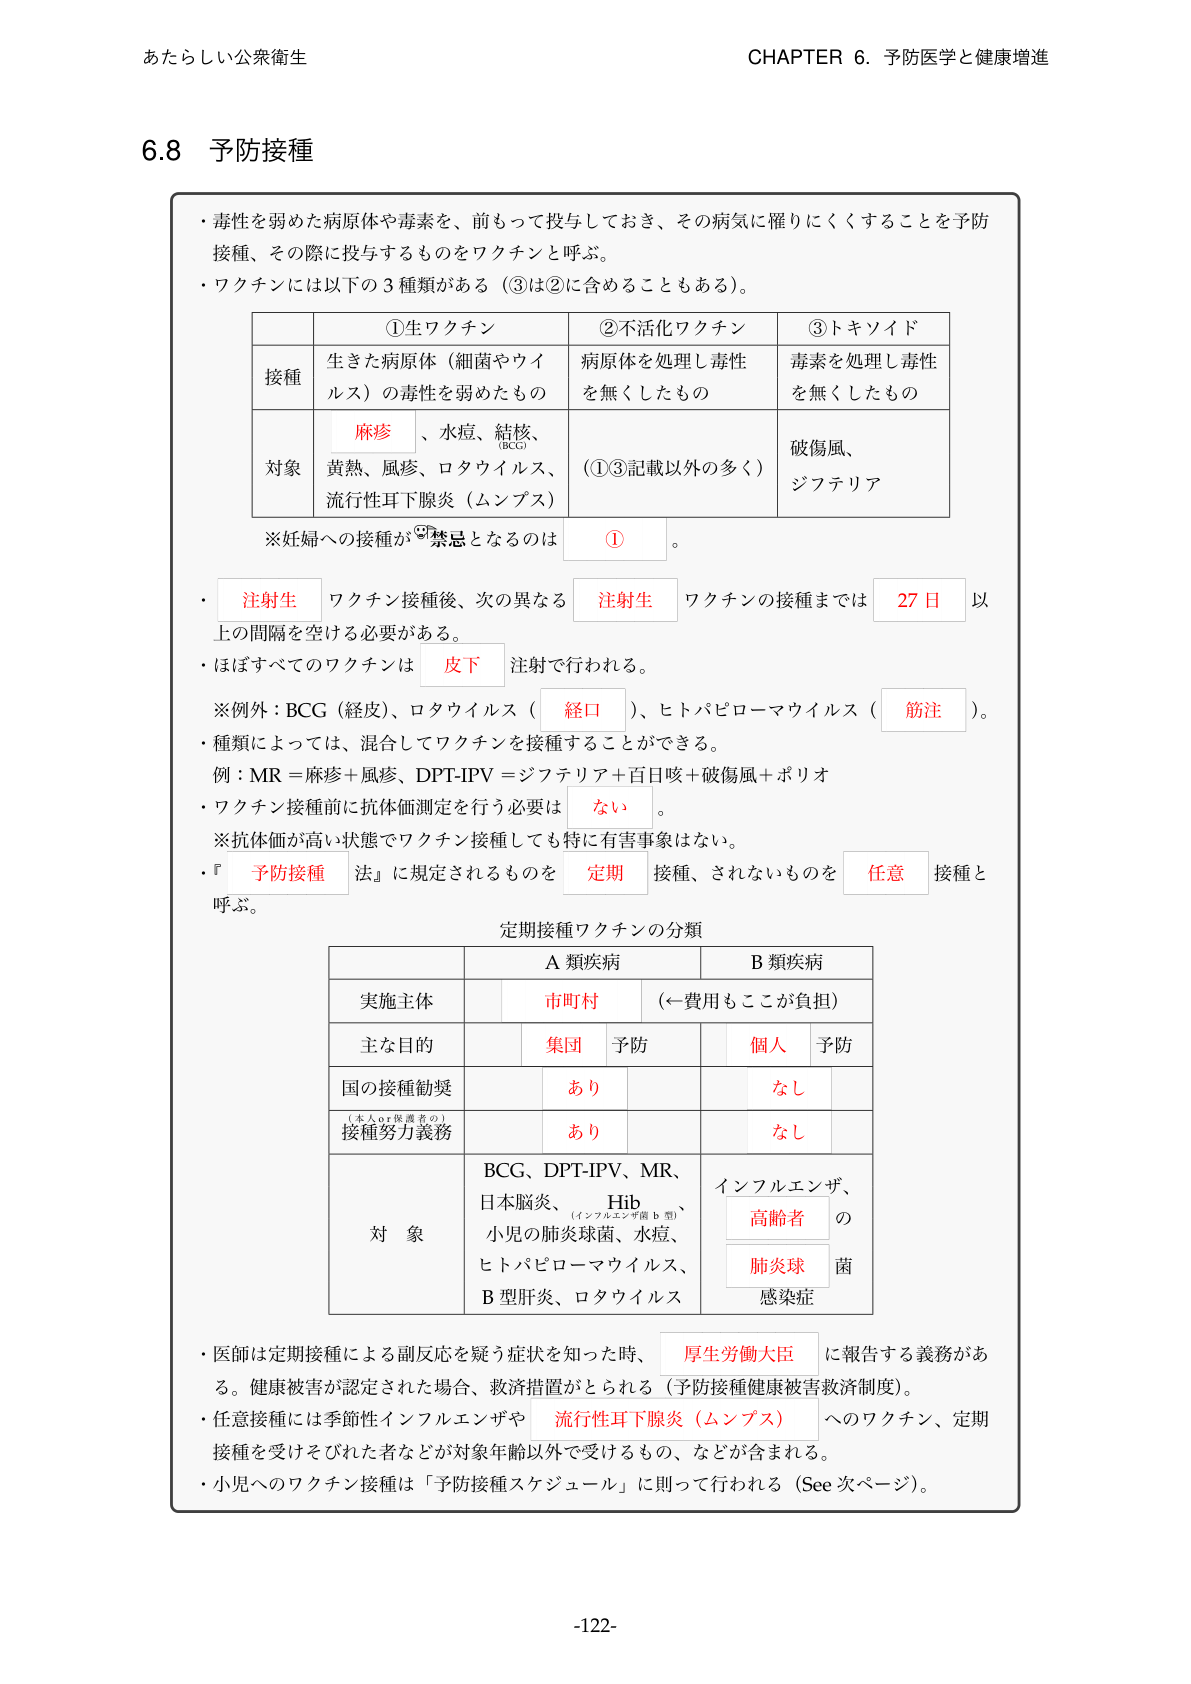 あたらしい公衆衛生 CHAPTER 6. 予防医学と健康増進
6.8 予防接種
・毒性を弱めた病原体や毒素を、前もって投与しておき、その病気に罹りにくくすることを予防
接種、その際に投与するものをワクチンと呼ぶ。
・ワクチンには以下の 3 種類がある（③は②に含めることもある）。
①生ワクチン ②不活化ワクチン ③トキソイド
接種 生きた病原体（細菌やウイ 病原体を処理し毒性 毒素を処理し毒性
ルス）の毒性を弱めたもの を無くしたもの を無くしたもの
対象 麻疹 、水痘、結核、
(BCG)
黄熱、風疹、ロタウイルス、 （①③記載以外の多く） 破傷風、
流行性耳下腺炎（ムンプス） ジフテリア
※妊婦への接種が禁忌となるのは ① 。
・ 注射生 ワクチン接種後、次の異なる 注射生 ワクチンの接種までは 27 日 以
上の間隔を空ける必要がある。
・ほぼすべてのワクチンは 皮下 注射で行われる。
※例外：BCG（経皮）、ロタウイルス（ 経口 ）、ヒトパピローマウイルス（ 筋注 ）。
・種類によっては、混合してワクチンを接種することができる。
例：MR ＝麻疹＋風疹、DPT-IPV ＝ジフテリア＋百日咳＋破傷風＋ポリオ
・ワクチン接種前に抗体価測定を行う必要は ない 。
※抗体価が高い状態でワクチン接種しても特に有害事象はない。
・『 予防接種 法』に規定されるものを 定期 接種、されないものを 任意 接種と
呼ぶ。
定期接種ワクチンの分類
A 類疾病 B 類疾病
実施主体 市町村 （←費用もここが負担）
主な目的 集団 予防 個人 予防
国の接種勧奨 あり なし
（本人or保護者の）
接種努力義務 あり なし
対　象 BCG、DPT-IPV、MR、
日本脳炎、 Hib 、
(インフルエンザ菌 b 型)
小児の肺炎球菌、水痘、
ヒトパピローマウイルス、
B 型肝炎、ロタウイルス
インフルエンザ、
高齢者 の
肺炎球 菌
感染症
・医師は定期接種による副反応を疑う症状を知った時、 厚生労働大臣 に報告する義務があ
る。健康被害が認定された場合、救済措置がとられる（予防接種健康被害救済制度）。
・任意接種には季節性インフルエンザや 流行性耳下腺炎（ムンプス） へのワクチン、定期
接種を受けそびれた者などが対象年齢以外で受けるもの、などが含まれる。
・小児へのワクチン接種は「予防接種スケジュール」に則って行われる（See 次ページ）。
-122-